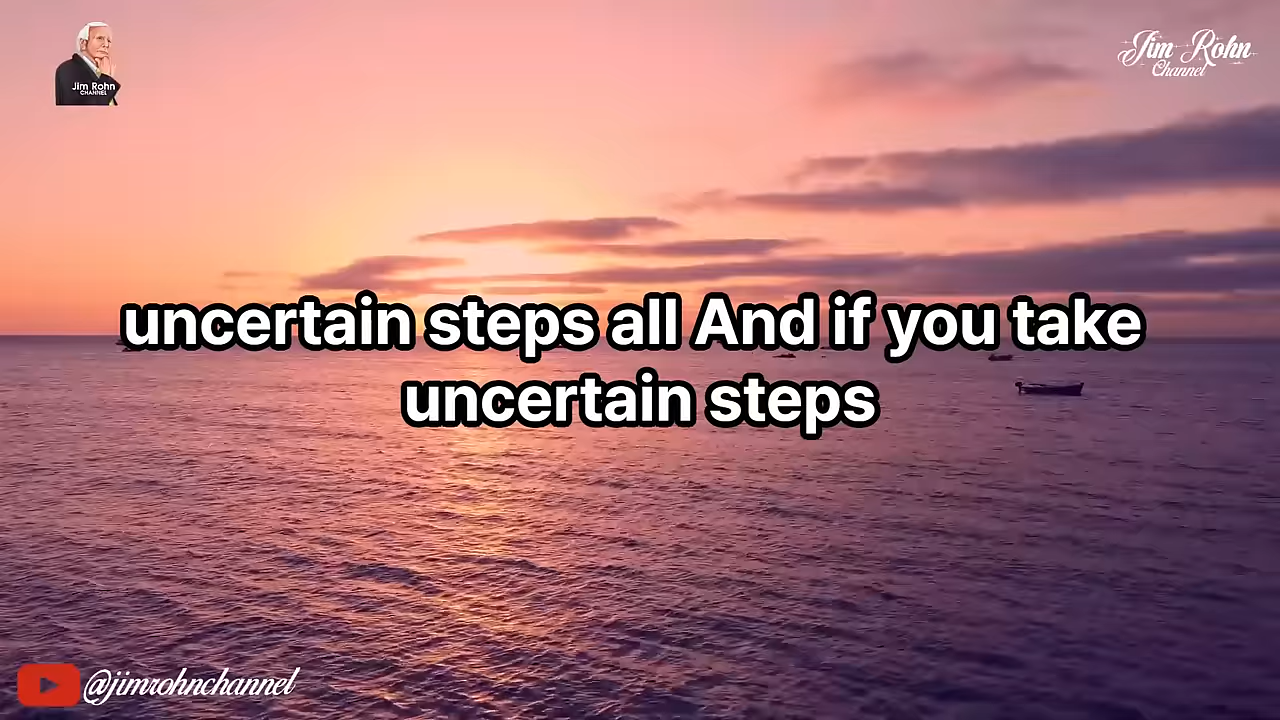 Jim Rohn
CHANNEL
Jim Rohn
Channel
uncertain steps all And if you take
uncertain steps
@jimrohnchannel